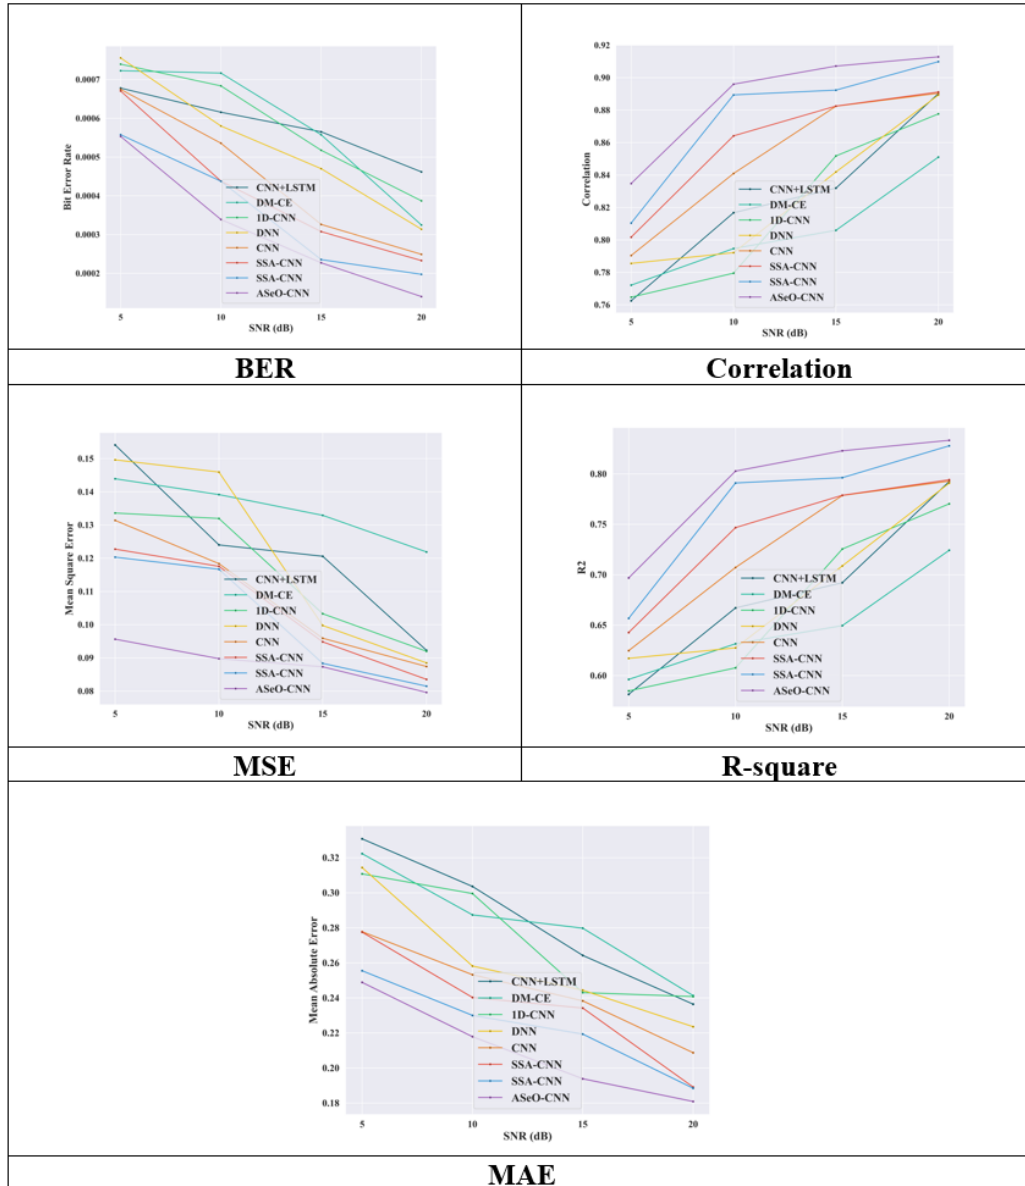 0.0007
0.0006
0.0005
0.0004
0.0003
0.0002
Bit Error Rate
CNN+LSTM
DM-CE
1D-CNN
DNN
CNN
SSA-CNN
SSA-CNN
ASeO-CNN
5 10 15 20
SNR (dB)
BER
0.92
0.90
0.88
0.86
0.84
0.82
0.80
0.78
0.76
Correlation
CNN+LSTM
DM-CE
1D-CNN
DNN
CNN
SSA-CNN
SSA-CNN
ASeO-CNN
5 10 15 20
SNR (dB)
Correlation
0.15
0.14
0.13
0.12
0.11
0.10
0.09
0.08
Mean Square Error
CNN+LSTM
DM-CE
1D-CNN
DNN
CNN
SSA-CNN
SSA-CNN
ASeO-CNN
5 10 15 20
SNR (dB)
MSE
0.80
0.75
0.70
0.65
0.60
R2
CNN+LSTM
DM-CE
1D-CNN
DNN
CNN
SSA-CNN
SSA-CNN
ASeO-CNN
5 10 15 20
SNR (dB)
R-square
0.32
0.30
0.28
0.26
0.24
0.22
0.20
0.18
Mean Absolute Error
CNN+LSTM
DM-CE
1D-CNN
DNN
CNN
SSA-CNN
SSA-CNN
ASeO-CNN
5 10 15 20
SNR (dB)
MAE